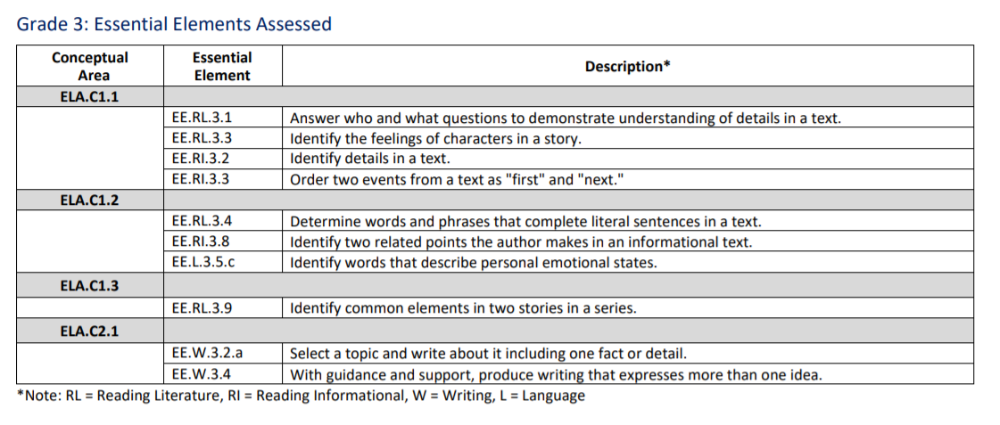 Grade 3: Essential Elements Assessed
Conceptual Area Essential Element Description*
ELA.C1.1
EE.RL.3.1 Answer who and what questions to demonstrate understanding of details in a text.
EE.RL.3.3 Identify the feelings of characters in a story.
EE.RI.3.2 Identify details in a text.
EE.RI.3.3 Order two events from a text as "first" and "next."
ELA.C1.2
EE.RL.3.4 Determine words and phrases that complete literal sentences in a text.
EE.RI.3.8 Identify two related points the author makes in an informational text.
EE.L.3.5.c Identify words that describe personal emotional states.
ELA.C1.3
EE.RL.3.9 Identify common elements in two stories in a series.
ELA.C2.1
EE.W.3.2.a Select a topic and write about it including one fact or detail.
EE.W.3.4 With guidance and support, produce writing that expresses more than one idea.
*Note: RL = Reading Literature, RI = Reading Informational, W = Writing, L = Language